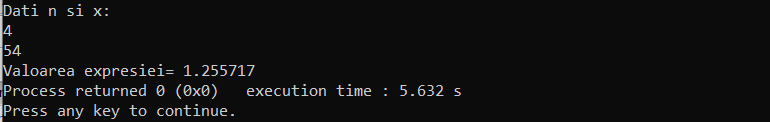 Dati n si x:
4
54
Valoarea expresiei= 1.255717
Process returned 0 (0x0)   execution time : 5.632 s
Press any key to continue.